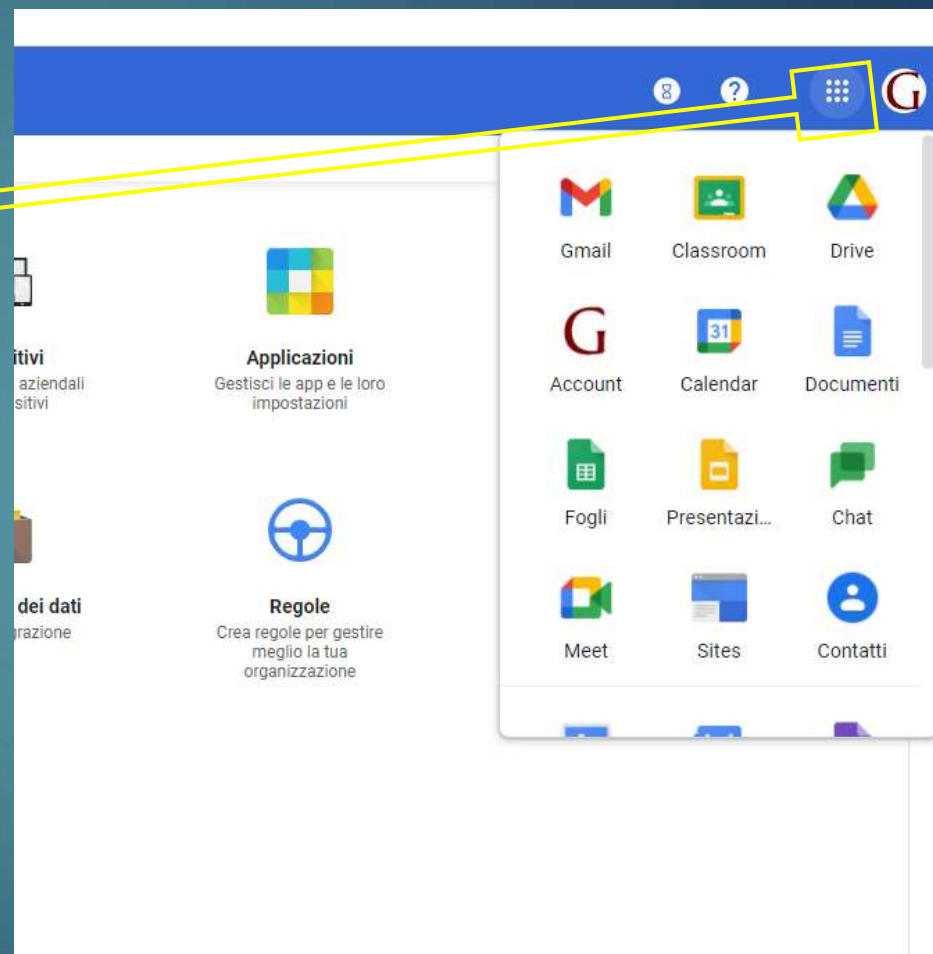 G
Gmail Classroom Drive
G
31
Account Calendar Documenti
Fogli Presentazi... Chat
Meet Sites Contatti
itivi
aziendali
sitivi
Applicazioni
Gestisci le app e le loro
impostazioni
dei dati
grazione
Regole
Crea regole per gestire
meglio la tua
organizzazione